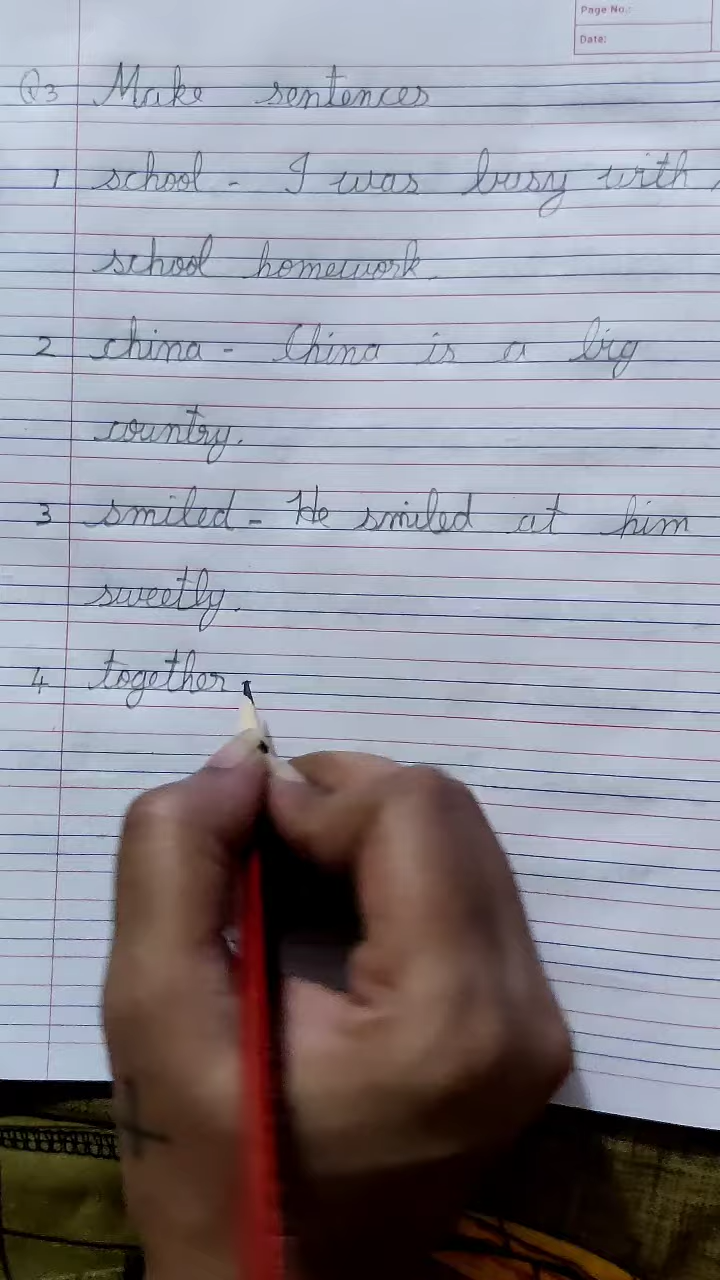 Page No.:
Date:
Q3 Make sentences
1 school - I was busy with
school homework.
2 china - China is a big
country.
3 smiled - He smiled at him
sweetly.
4 together